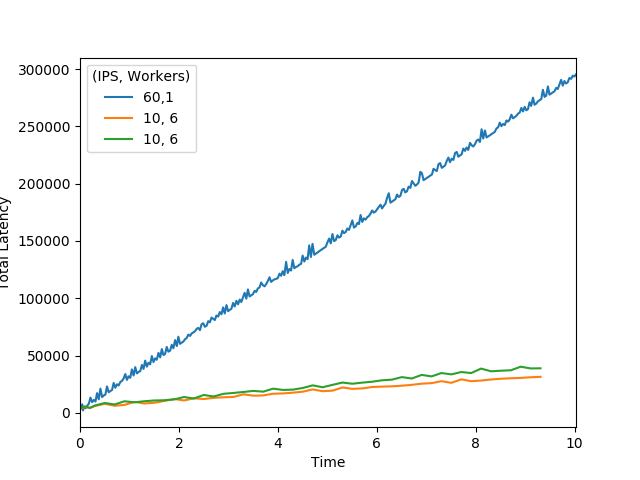 (IPS, Workers)
60,1
10, 6
10, 6
300000
250000
200000
150000
100000
50000
0
Total Latency
0 2 4 6 8 10
Time